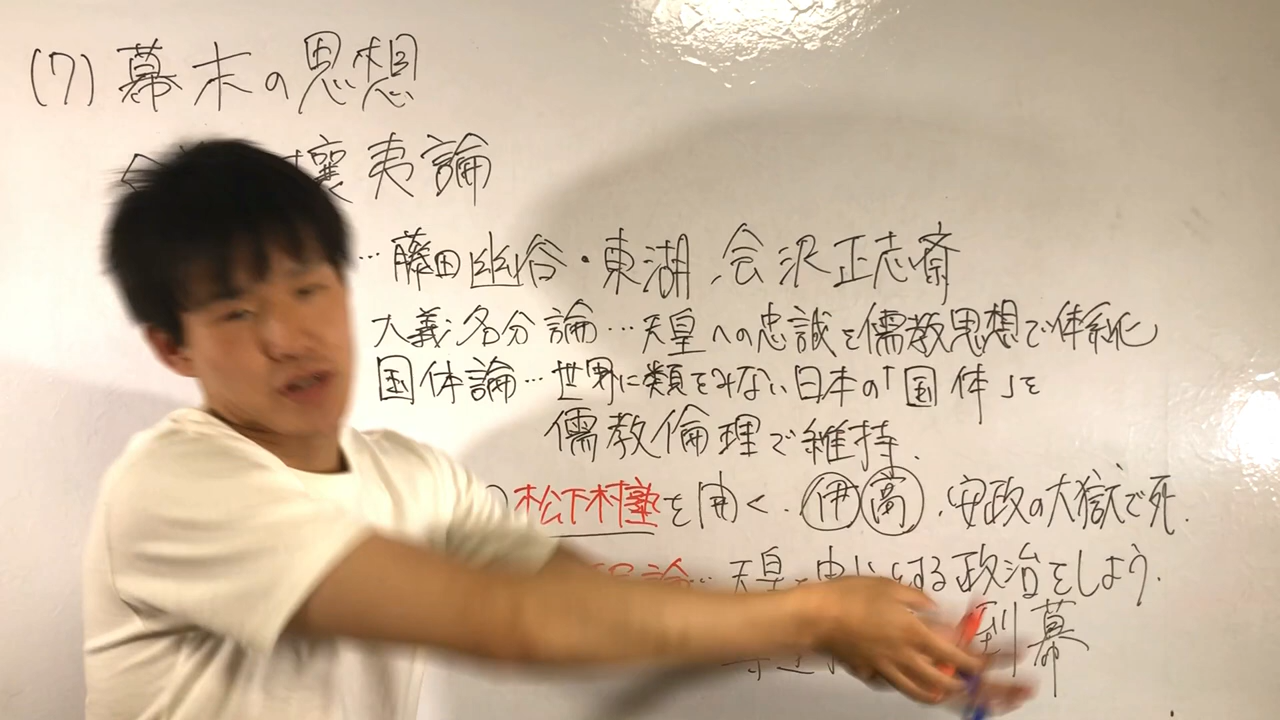 (7) 幕末の思想
攘夷論
…藤田幽谷・東湖、会沢正志斎
大義名分論…天皇への忠誠を儒教思想で体系化
国体論…世界に類をみない日本の「国体」を
儒教倫理で維持.
)松下村塾を開く.伊高.安政の大獄で死.
論…天皇を中心とする政治をしよう.
倒幕